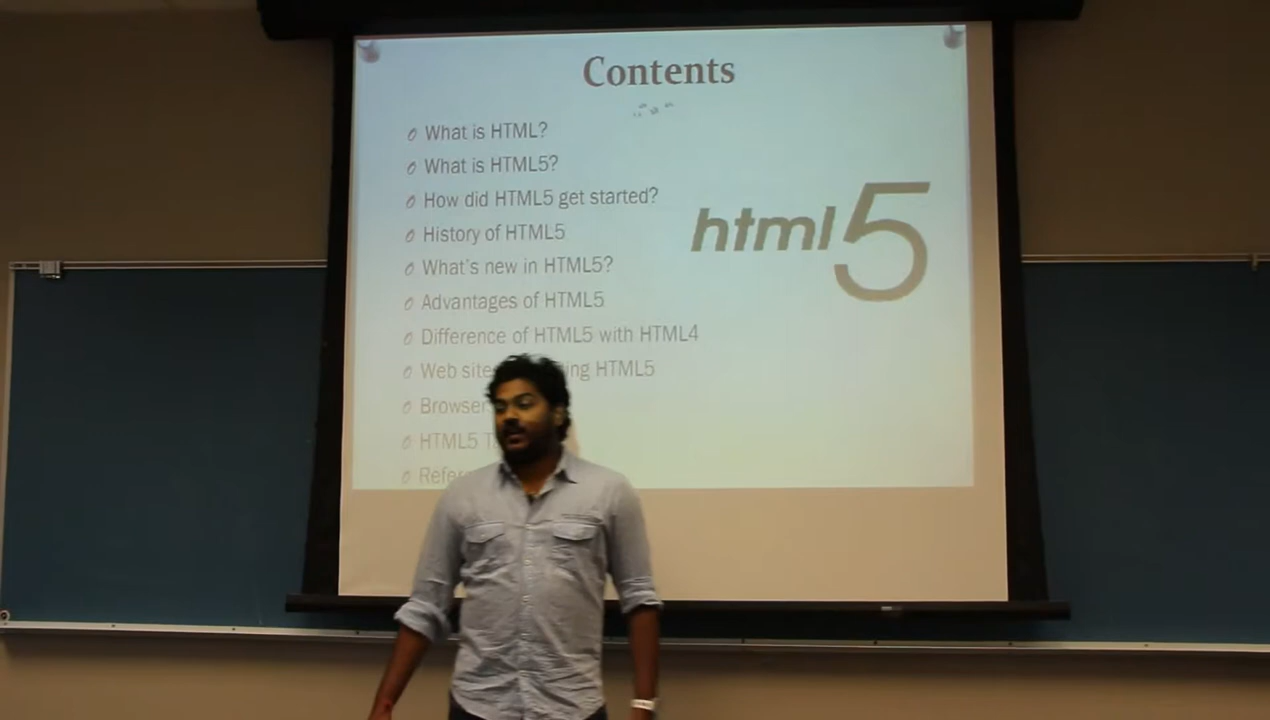 Contents
What is HTML?
What is HTML5?
How did HTML5 get started?
History of HTML5
What's new in HTML5?
Advantages of HTML5
Difference of HTML5 with HTML4
Web HTML5
HTML5
html5